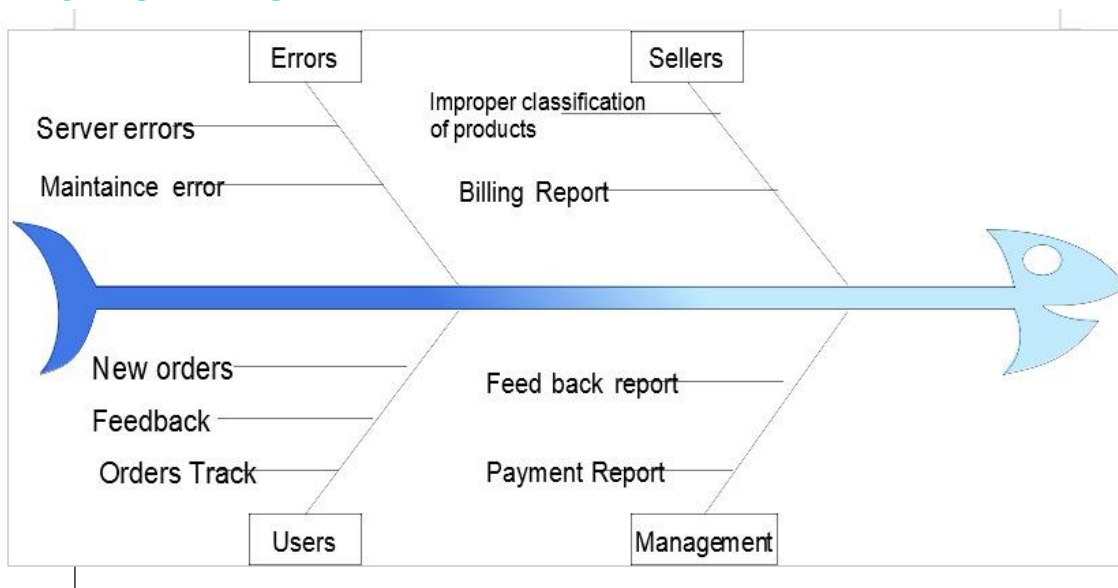 Errors
Sellers
Server errors
Maintaince error
Improper classification
of products
Billing Report
New orders
Feedback
Orders Track
Feed back report
Payment Report
Users
Management